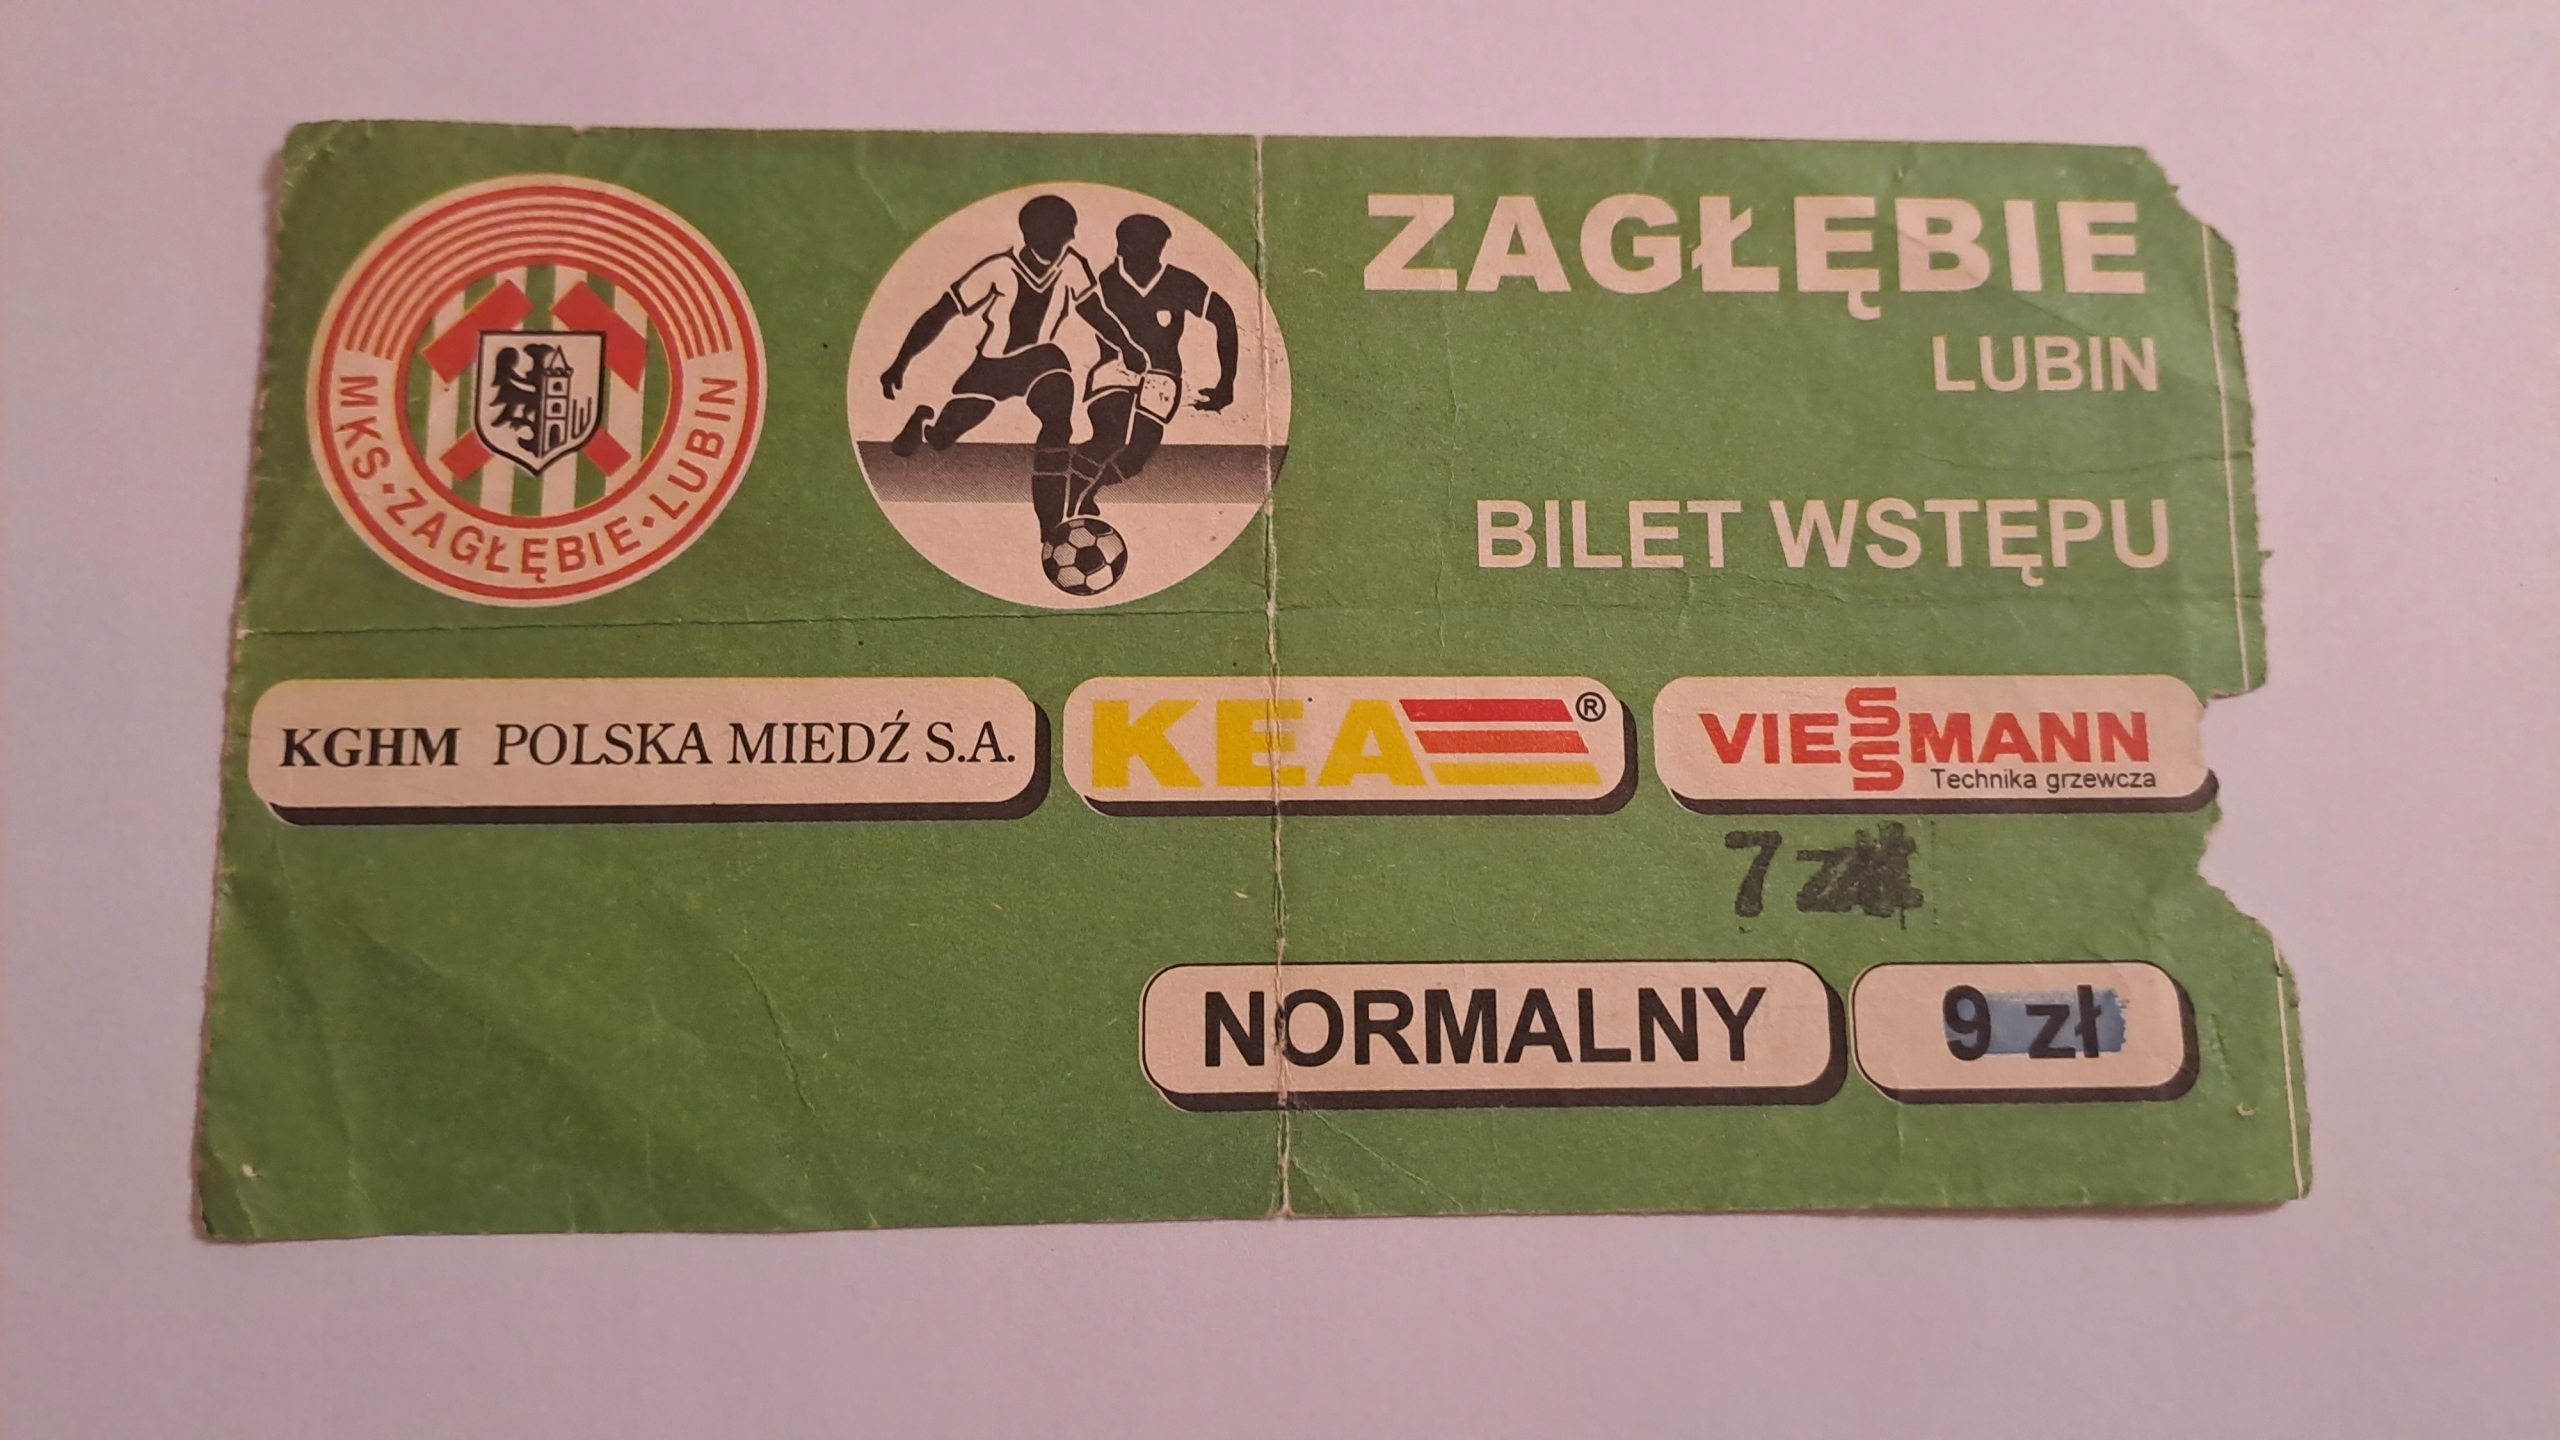 MKS • ZAGŁĘBIE • LUBIN
ZAGŁĘBIE
LUBIN
BILET WSTĘPU
KGHM POLSKA MIEDŹ S.A.
KEA®
VIESSMANN
Technika grzewcza
7 zł
NORMALNY
9 zł